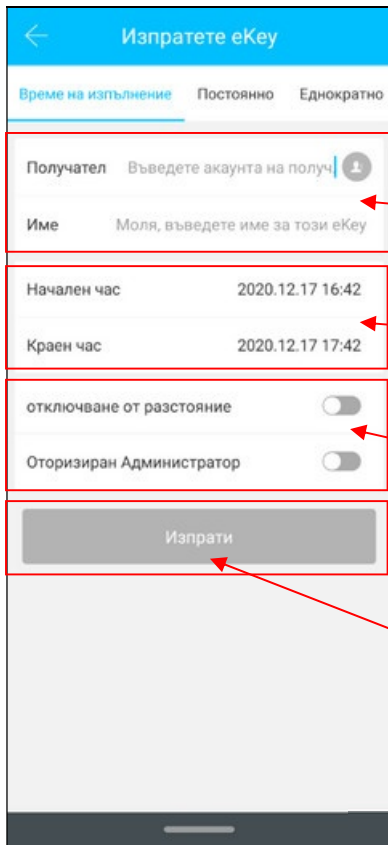 Изпратете eKey
Време на изпълнение Постоянно Еднократно
Получател Въведете акаунта на получ
Име Моля, въведете име за този eKey
Начален час 2020.12.17 16:42
Краен час 2020.12.17 17:42
отключване от разстояние
Оторизиран Администратор
Изпрати